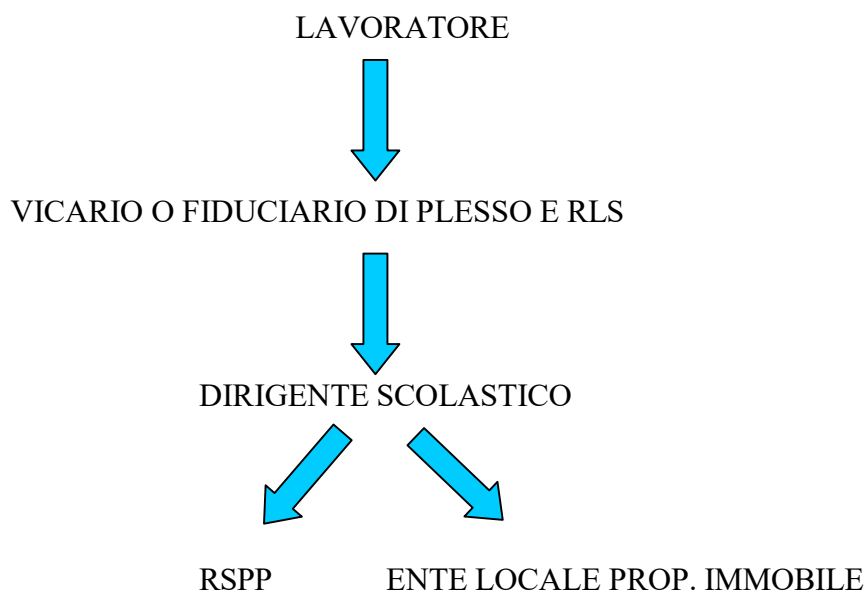 LAVORATORE
VICARIO O FIDUCIARIO DI PLESSO E RLS
DIRIGENTE SCOLASTICO
RSPP ENTE LOCALE PROP. IMMOBILE